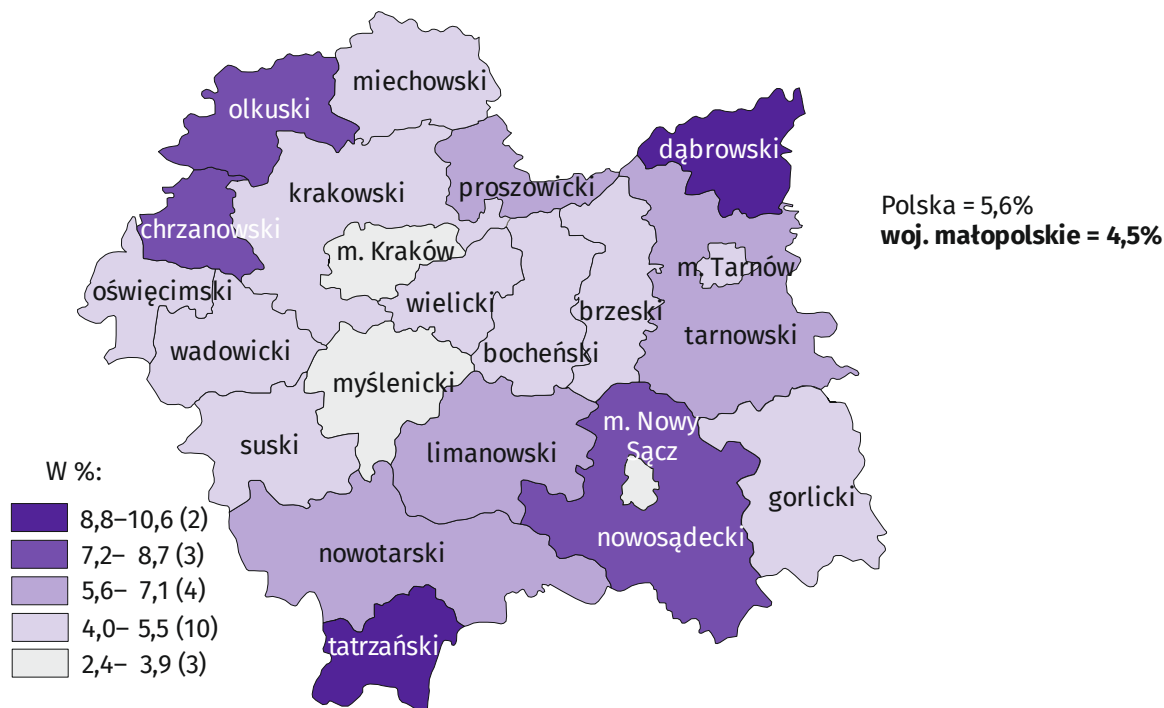 miechowski
olkuski
dąbrowski
krakowski
proszowicki
Polska = 5,6%
woj. małopolskie = 4,5%
chrzanowski
m. Kraków
m. Tarnów
oświęcimski
wielicki
brzeski
tarnowski
wadowicki
bocheński
myślenicki
m. Nowy
Sącz
suski
limanowski
gorlicki
nowosądecki
nowotarski
tatrzański
W %:
8,8–10,6 (2)
7,2– 8,7 (3)
5,6– 7,1 (4)
4,0– 5,5 (10)
2,4– 3,9 (3)